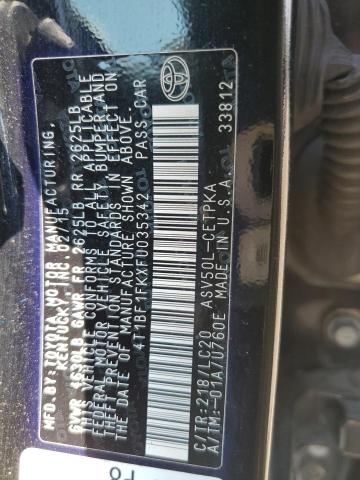 MFG.BY:TOYOTA MOTOR MANUFACTURING,
KENTUCKY, INC. 02/15
GVWR 4630LB GAWR FR 2625LB RR 2625LB
THIS VEHICLE CONFORMS TO ALL APPLICABLE
FEDERAL MOTOR VEHICLE SAFETY, BUMPER, AND
THEFT PREVENTION STANDARDS IN EFFECT ON
THE DATE OF MANUFACTURE SHOWN ABOVE.
4T1BF1FKXFU035342 PASS.CAR
C/TR:218/LC20 ASV50L-CETPKA
A/TM:-01A/U760E MADE IN U.S.A. 33812